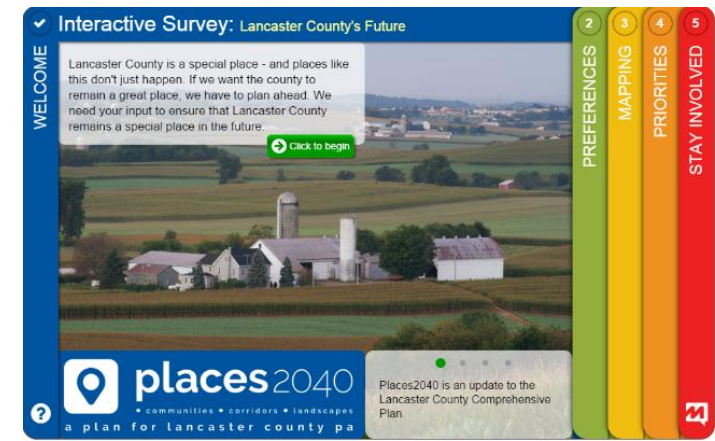 Interactive Survey: Lancaster County's Future
WELCOME
Lancaster County is a special place - and places like
this don't just happen. If we want the county to
remain a great place, we have to plan ahead. We
need your input to ensure that Lancaster County
remains a special place in the future.
Click to begin
2
PREFERENCES
3
MAPPING
4
PRIORITIES
5
STAY INVOLVED
places2040
• communities • corridors • landscapes
a plan for lancaster county pa
Places2040 is an update to the
Lancaster County Comprehensive
Plan
?